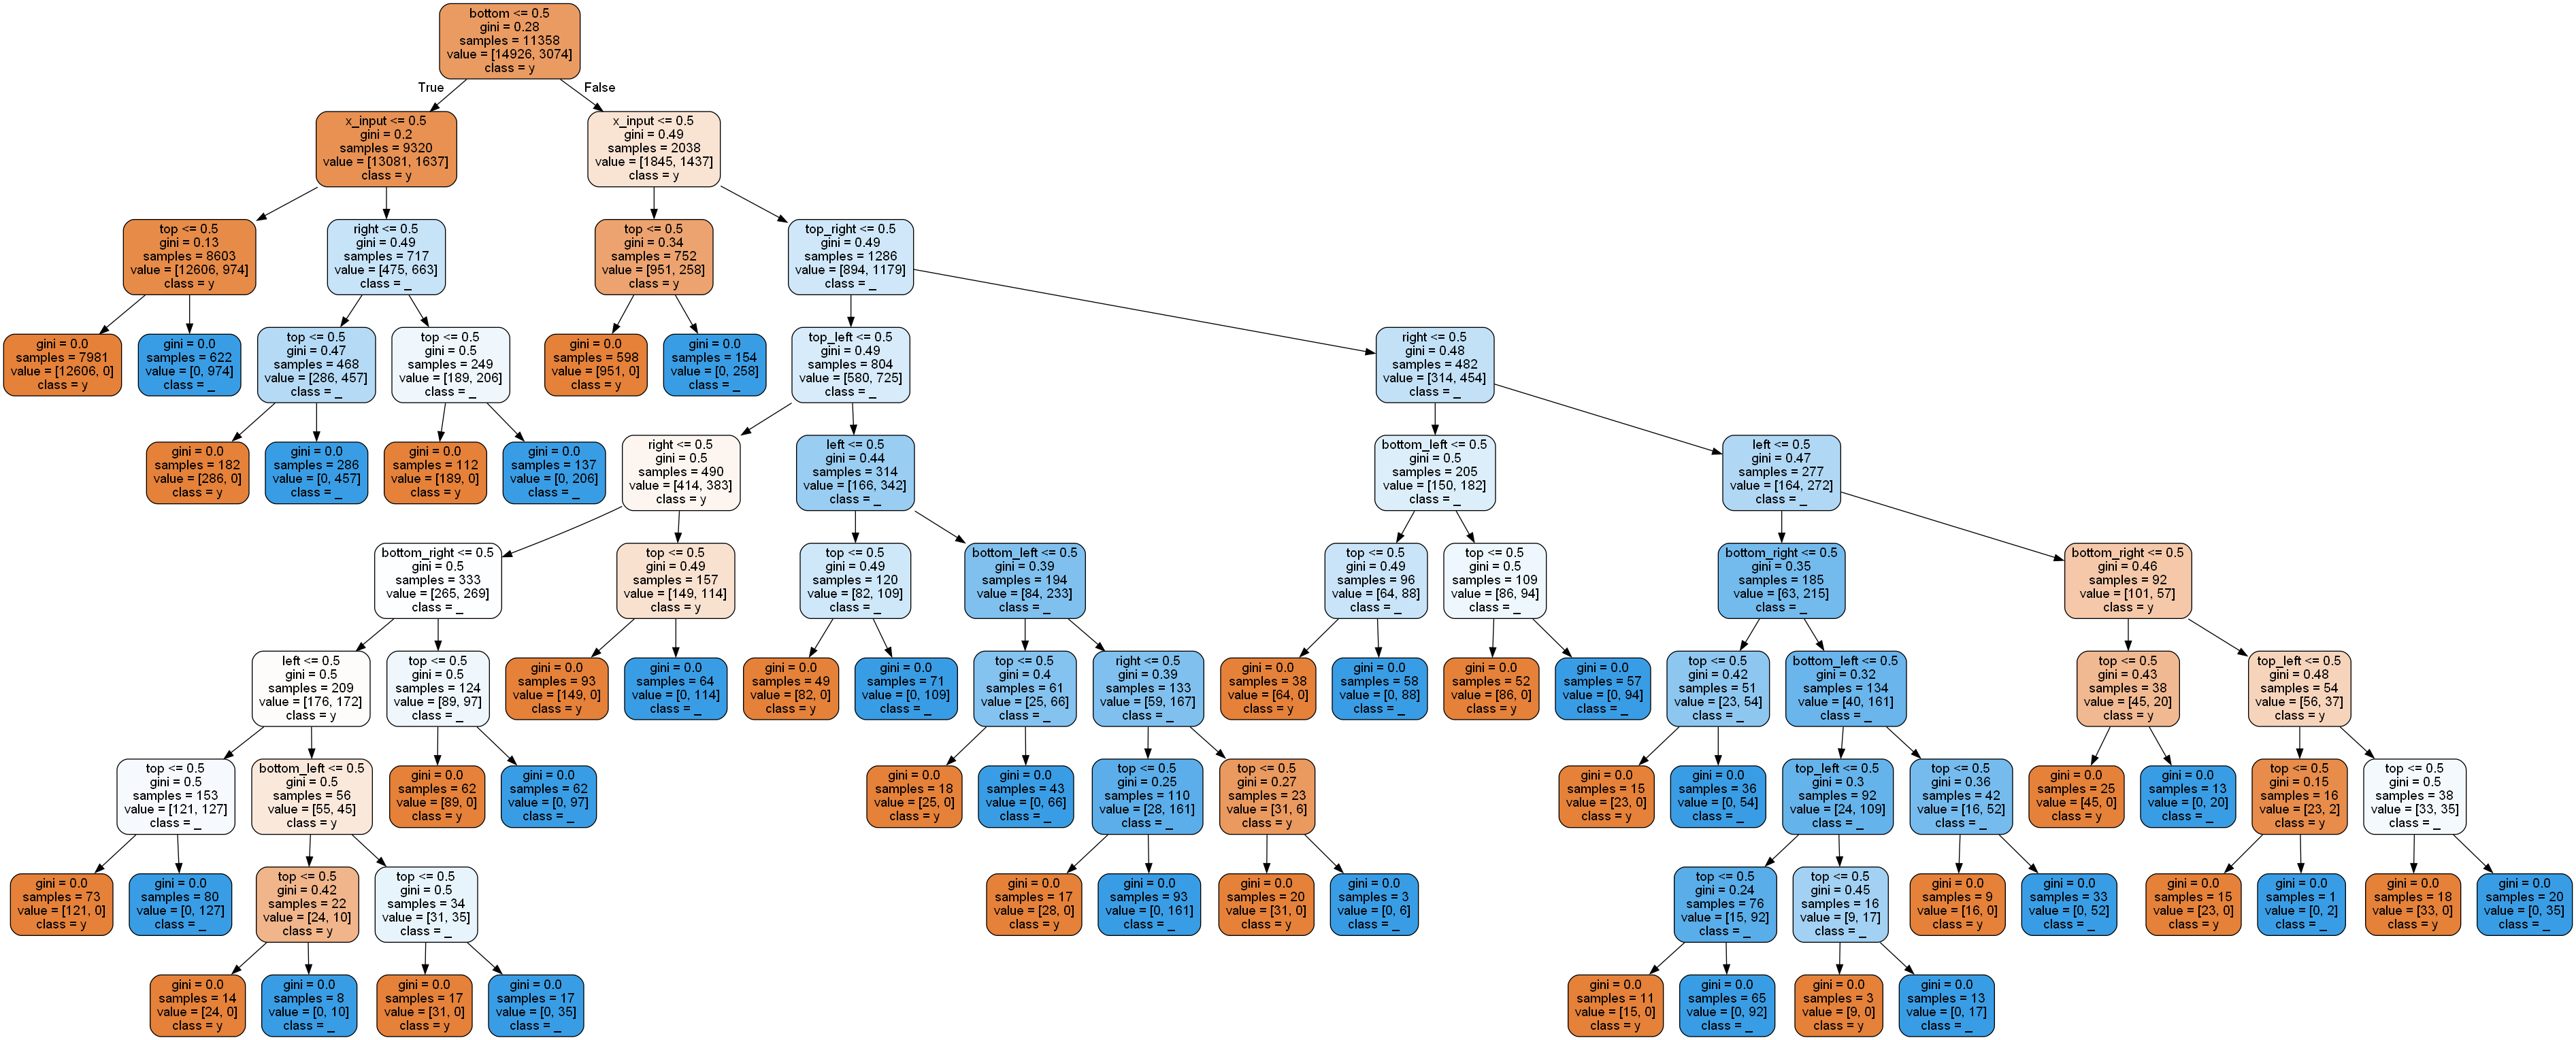 bottom <= 0.5
gini = 0.28
samples = 11358
value = [14926, 3074]
class = y
True
False
x_input <= 0.5
gini = 0.2
samples = 9320
value = [13081, 1637]
class = y
x_input <= 0.5
gini = 0.49
samples = 2038
value = [1845, 1437]
class = y
top <= 0.5
gini = 0.13
samples = 8603
value = [12606, 974]
class = y
right <= 0.5
gini = 0.49
samples = 717
value = [475, 663]
class = _
top <= 0.5
gini = 0.34
samples = 752
value = [951, 258]
class = y
top_right <= 0.5
gini = 0.49
samples = 1286
value = [894, 1179]
class = _
gini = 0.0
samples = 7981
value = [12606, 0]
class = y
gini = 0.0
samples = 622
value = [0, 974]
class = _
top <= 0.5
gini = 0.47
samples = 468
value = [286, 457]
class = _
top <= 0.5
gini = 0.5
samples = 249
value = [189, 206]
class = _
gini = 0.0
samples = 598
value = [951, 0]
class = y
gini = 0.0
samples = 154
value = [0, 258]
class = _
top_left <= 0.5
gini = 0.49
samples = 804
value = [580, 725]
class = _
right <= 0.5
gini = 0.48
samples = 482
value = [314, 454]
class = _
gini = 0.0
samples = 182
value = [286, 0]
class = y
gini = 0.0
samples = 286
value = [0, 457]
class = _
gini = 0.0
samples = 112
value = [189, 0]
class = y
gini = 0.0
samples = 137
value = [0, 206]
class = _
right <= 0.5
gini = 0.5
samples = 490
value = [414, 383]
class = y
left <= 0.5
gini = 0.44
samples = 314
value = [166, 342]
class = _
bottom_left <= 0.5
gini = 0.5
samples = 205
value = [150, 182]
class = _
left <= 0.5
gini = 0.47
samples = 277
value = [164, 272]
class = _
bottom_right <= 0.5
gini = 0.5
samples = 333
value = [265, 269]
class = _
top <= 0.5
gini = 0.49
samples = 157
value = [149, 114]
class = y
top <= 0.5
gini = 0.49
samples = 120
value = [82, 109]
class = _
bottom_left <= 0.5
gini = 0.39
samples = 194
value = [84, 233]
class = _
top <= 0.5
gini = 0.49
samples = 96
value = [64, 88]
class = _
top <= 0.5
gini = 0.5
samples = 109
value = [86, 94]
class = _
bottom_right <= 0.5
gini = 0.35
samples = 185
value = [63, 215]
class = _
bottom_right <= 0.5
gini = 0.46
samples = 92
value = [101, 57]
class = y
left <= 0.5
gini = 0.5
samples = 209
value = [176, 172]
class = y
top <= 0.5
gini = 0.5
samples = 124
value = [89, 97]
class = _
gini = 0.0
samples = 93
value = [149, 0]
class = y
gini = 0.0
samples = 64
value = [0, 114]
class = _
gini = 0.0
samples = 49
value = [82, 0]
class = y
gini = 0.0
samples = 71
value = [0, 109]
class = _
top <= 0.5
gini = 0.4
samples = 61
value = [25, 66]
class = _
right <= 0.5
gini = 0.39
samples = 133
value = [59, 167]
class = _
gini = 0.0
samples = 38
value = [64, 0]
class = y
gini = 0.0
samples = 58
value = [0, 88]
class = _
gini = 0.0
samples = 52
value = [86, 0]
class = y
gini = 0.0
samples = 57
value = [0, 94]
class = _
top <= 0.5
gini = 0.42
samples = 51
value = [23, 54]
class = _
bottom_left <= 0.5
gini = 0.32
samples = 134
value = [40, 161]
class = _
top <= 0.5
gini = 0.43
samples = 38
value = [45, 20]
class = y
top_left <= 0.5
gini = 0.48
samples = 54
value = [56, 37]
class = y
top <= 0.5
gini = 0.5
samples = 153
value = [121, 127]
class = _
bottom_left <= 0.5
gini = 0.5
samples = 56
value = [55, 45]
class = y
gini = 0.0
samples = 62
value = [89, 0]
class = y
gini = 0.0
samples = 62
value = [0, 97]
class = _
gini = 0.0
samples = 18
value = [25, 0]
class = y
gini = 0.0
samples = 43
value = [0, 66]
class = _
top <= 0.5
gini = 0.25
samples = 110
value = [28, 161]
class = _
top <= 0.5
gini = 0.27
samples = 23
value = [31, 6]
class = y
gini = 0.0
samples = 15
value = [23, 0]
class = y
gini = 0.0
samples = 36
value = [0, 54]
class = _
top_left <= 0.5
gini = 0.3
samples = 92
value = [24, 109]
class = _
top <= 0.5
gini = 0.36
samples = 42
value = [16, 52]
class = _
gini = 0.0
samples = 25
value = [45, 0]
class = y
gini = 0.0
samples = 13
value = [0, 20]
class = _
top <= 0.5
gini = 0.15
samples = 16
value = [23, 2]
class = y
top <= 0.5
gini = 0.5
samples = 38
value = [33, 35]
class = _
gini = 0.0
samples = 73
value = [121, 0]
class = y
gini = 0.0
samples = 80
value = [0, 127]
class = _
top <= 0.5
gini = 0.42
samples = 22
value = [24, 10]
class = y
top <= 0.5
gini = 0.5
samples = 34
value = [31, 35]
class = _
gini = 0.0
samples = 17
value = [28, 0]
class = y
gini = 0.0
samples = 93
value = [0, 161]
class = _
gini = 0.0
samples = 20
value = [31, 0]
class = y
gini = 0.0
samples = 3
value = [0, 6]
class = _
top <= 0.5
gini = 0.24
samples = 76
value = [15, 92]
class = _
top <= 0.5
gini = 0.45
samples = 16
value = [9, 17]
class = _
gini = 0.0
samples = 9
value = [16, 0]
class = y
gini = 0.0
samples = 33
value = [0, 52]
class = _
gini = 0.0
samples = 15
value = [23, 0]
class = y
gini = 0.0
samples = 1
value = [0, 2]
class = _
gini = 0.0
samples = 18
value = [33, 0]
class = y
gini = 0.0
samples = 20
value = [0, 35]
class = _
gini = 0.0
samples = 14
value = [24, 0]
class = y
gini = 0.0
samples = 8
value = [0, 10]
class = _
gini = 0.0
samples = 17
value = [31, 0]
class = y
gini = 0.0
samples = 17
value = [0, 35]
class = _
gini = 0.0
samples = 11
value = [15, 0]
class = y
gini = 0.0
samples = 65
value = [0, 92]
class = _
gini = 0.0
samples = 3
value = [9, 0]
class = y
gini = 0.0
samples = 13
value = [0, 17]
class = _